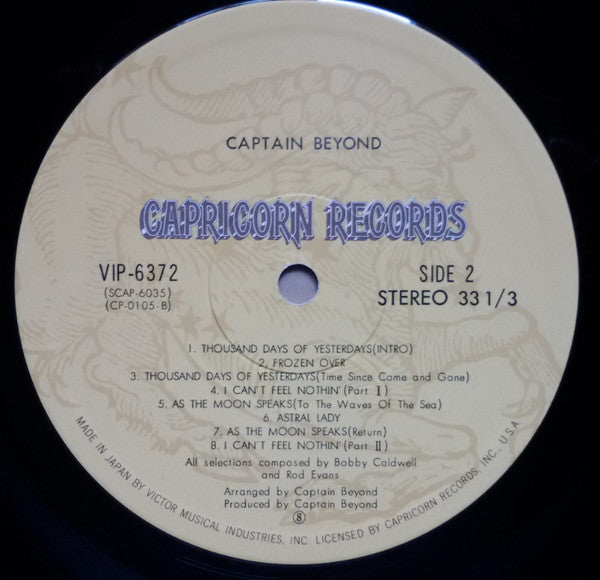 CAPTAIN BEYOND
CAPRICORN RECORDS
VIP-6372
(SCAP-6035)
(CP-0105-B)
SIDE 2
STEREO 33 1/3
1. THOUSAND DAYS OF YESTERDAYS(INTRO)
2. FROZEN OVER
3. THOUSAND DAYS OF YESTERDAYS(Time Since Come and Gone)
4. I CAN'T FEEL NOTHIN'(Part I)
5. AS THE MOON SPEAKS(To The Waves Of The Sea)
6. ASTRAL LADY
7. AS THE MOON SPEAKS(Return)
8. I CAN'T FEEL NOTHIN'(Part II)
All selections composed by Bobby Caldwell
and Rod Evans
Arranged by Captain Beyond
Produced by Captain Beyond
⑧
MADE IN JAPAN BY VICTOR MUSICAL INDUSTRIES, INC. LICENSED BY CAPRICORN RECORDS, INC., U.S.A